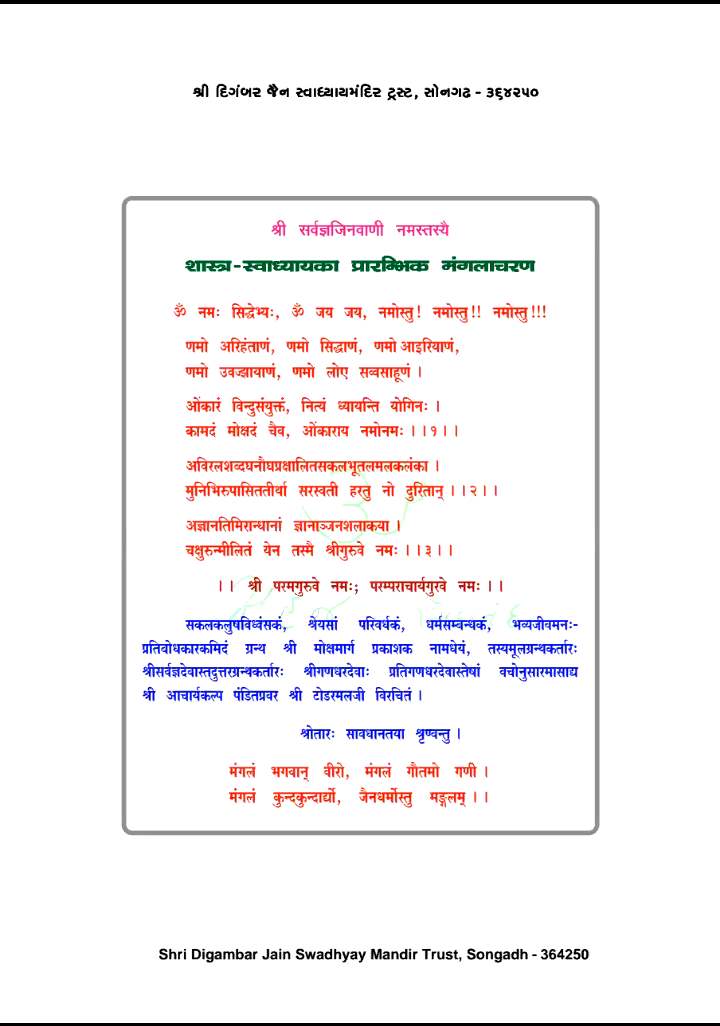 શ્રી દિગંબર જૈન સ્વાધ્યાયમંદિર ટ્રસ્ટ, સોનગઢ - ૩૬૪૨૫૦
श्री सर्वज्ञजिनवाणी नमस्तस्यै
शास्त्र-स्वाध्यायका प्रारम्भिक मंगलाचरण
ॐ नमः सिद्धेभ्यः, ॐ जय जय, नमोस्तु! नमोस्तु!! नमोस्तु!!!
णमो अरिहंताणं, णमो सिद्धाणं, णमो आइरियाणं,
णमो उवज्झायाणं, णमो लोए सव्वसाहूणं ।
ओंकारं विन्दुसंयुक्तं, नित्यं ध्यायन्ति योगिनः ।
कामदं मोक्षदं चैव, ओंकाराय नमोनमः ।।१।।
अविरलशब्दघनौघप्रक्षालितसकलभूतलमलकलंका ।
मुनिभिरुपासिततीर्था सरस्वती हरतु नो दुरितान् ।।२।।
अज्ञानतिमिरान्धानां ज्ञानाञ्जनशलाकया ।
चक्षुरुन्मीलितं येन तस्मै श्रीगुरुवे नमः ।।३।।
।। श्री परमगुरुवे नमः; परम्पराचार्यगुरवे नमः ।।
सकलकलुषविध्वंसकं, श्रेयसां परिवर्धकं, धर्मसम्बन्धकं, भव्यजीवमनः-
प्रतिवोधकारकमिदं ग्रन्थ श्री मोक्षमार्ग प्रकाशक नामधेयं, तस्यमूलग्रन्थकर्तारः
श्रीसर्वज्ञदेवास्तदुत्तरग्रन्थकर्तारः श्रीगणधरदेवाः प्रतिगणधरदेवास्तेषां वचोनुसारमासाद्य
श्री आचार्यकल्प पंडितप्रवर श्री टोडरमलजी विरचितं ।
श्रोतारः सावधानतया श्रृण्वन्तु ।
मंगलं भगवान् वीरो, मंगलं गौतमो गणी ।
मंगलं कुन्दकुन्दार्द्यो, जैनधर्मोस्तु मङ्गलम् ।।
Shri Digambar Jain Swadhyay Mandir Trust, Songadh - 364250